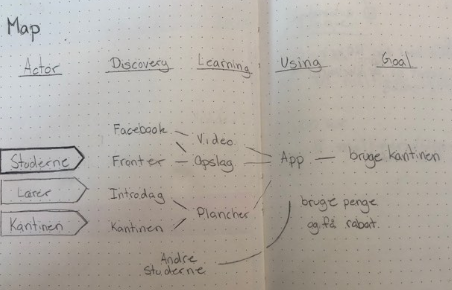 Map
Actor Discovery Learning Using Goal
Facebook Video
Studerne Frontier Opslag App bruge kantinen
Lærer Introdag bruge penge
Plancher
Kantinen Kantinen og få rabat.
Andre
Studerne